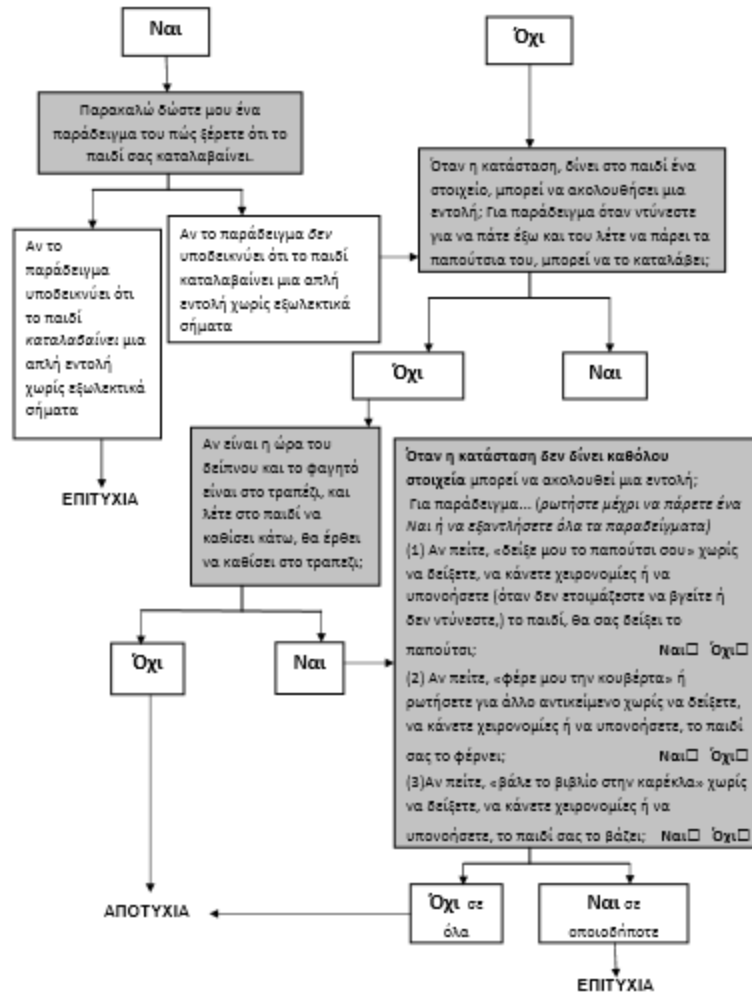 Ναι
Όχι
Παρακαλώ δώστε μου ένα
παράδειγμα του πώς ξέρετε ότι το
παιδί σας καταλαβαίνει.
Όταν η κατάσταση, δίνει στο παιδί ένα
στοιχείο, μπορεί να ακολουθήσει μια
εντολή; Για παράδειγμα όταν ντύνεστε
για να πάτε έξω και του λέτε να πάρει τα
παπούτσια του, μπορεί να το καταλάβει;
Αν το
παράδειγμα
υποδεικνύει ότι
το παιδί
καταλαβαίνει μια
απλή εντολή
χωρίς εξωλεκτικά
σήματα
Αν το παράδειγμα δεν
υποδεικνύει ότι το παιδί
καταλαβαίνει μια απλή
εντολή χωρίς εξωλεκτικά
σήματα
Όχι
Ναι
ΕΠΙΤΥΧΙΑ
Αν είναι η ώρα του
δείπνου και το φαγητό
είναι στο τραπέζι, και
λέτε στο παιδί να
καθίσει κάτω, θα έρθει
να καθίσει στο τραπεζι;
Όταν η κατάσταση δεν δίνει καθόλου
στοιχεία μπορεί να ακολουθεί μια εντολή;
Για παράδειγμα... (ρωτήστε μέχρι να πάρετε ένα
Ναι ή να εξαντλήσετε όλα τα παραδείγματα)
(1) Αν πείτε, «δείξε μου το παπούτσι σου» χωρίς
να δείξετε, να κάνετε χειρονομίες ή να
υπονοήσετε (όταν δεν ετοιμάζεστε να βγείτε ή
δεν ντύνεστε,) το παιδί, θα σας δείξει το
παπούτσι; Ναι□ Όχι□
(2) Αν πείτε, «φέρε μου την κουβέρτα» ή
ρωτήσετε για άλλο αντικείμενο χωρίς να δείξετε,
να κάνετε χειρονομίες ή να υπονοήσετε, το παιδί
σας το φέρνει; Ναι□ Όχι□
(3)Αν πείτε, «βάλε το βιβλίο στην καρέκλα» χωρίς
να δείξετε, να κάνετε χειρονομίες ή να
υπονοήσετε, το παιδί σας το βάζει; Ναι□ Όχι□
Όχι
Ναι
ΑΠΟΤΥΧΙΑ
Όχι σε
όλα
Ναι σε
οποιοδήποτε
ΕΠΙΤΥΧΙΑ